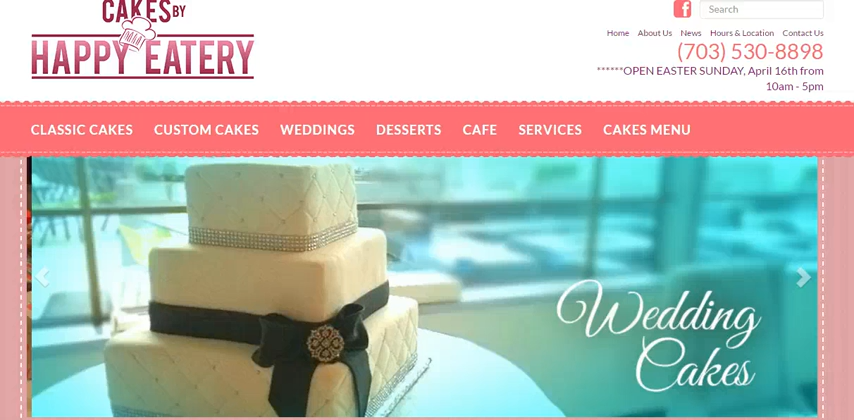 CAKES BY
HAPPY EATERY
Search
Home About Us News Hours & Location Contact Us
(703) 530-8898
******OPEN EASTER SUNDAY, April 16th from
10am - 5pm
CLASSIC CAKES CUSTOM CAKES WEDDINGS DESSERTS CAFE SERVICES CAKES MENU
Wedding
Cakes